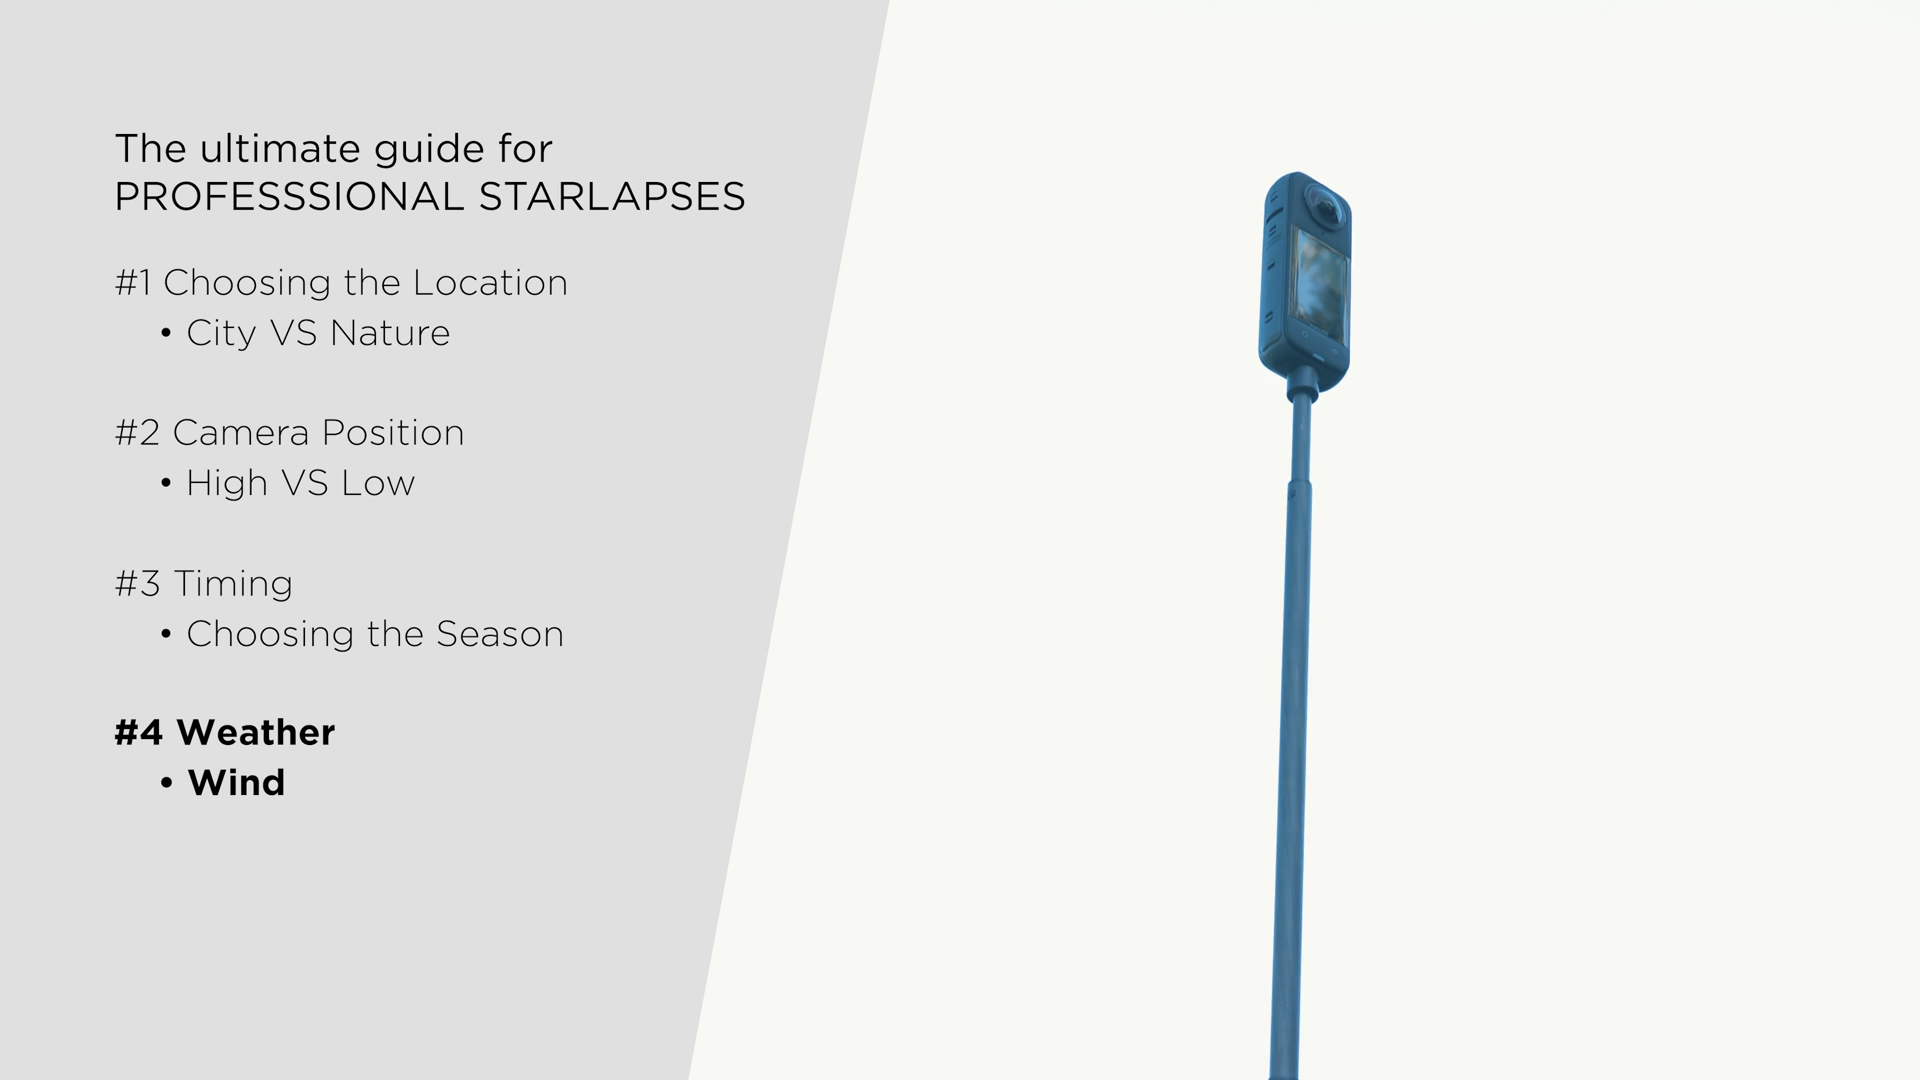 The ultimate guide for
PROFESSSIONAL STARLAPSES
#1 Choosing the Location
• City VS Nature
#2 Camera Position
• High VS Low
#3 Timing
• Choosing the Season
#4 Weather
• Wind